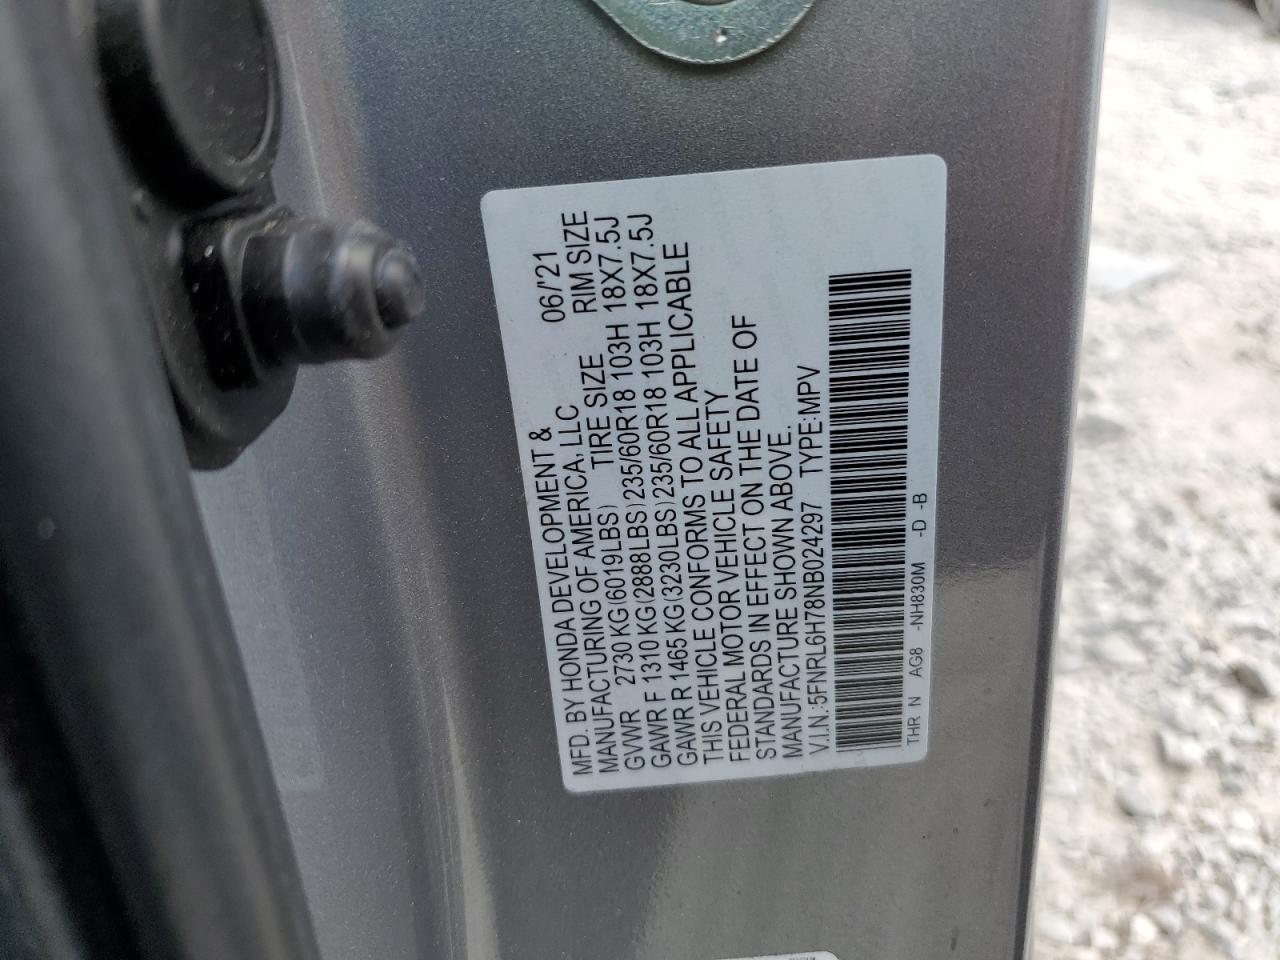 MFD. BY HONDA DEVELOPMENT & 06/'21
MANUFACTURING OF AMERICA, LLC
GVWR 2730 KG (6019LBS) TIRE SIZE RIM SIZE
GAWR F 1310 KG (2888LBS) 235/60R18 103H 18X7.5J
GAWR R 1465 KG (3230LBS) 235/60R18 103H 18X7.5J
THIS VEHICLE CONFORMS TO ALL APPLICABLE
FEDERAL MOTOR VEHICLE SAFETY
STANDARDS IN EFFECT ON THE DATE OF
MANUFACTURE SHOWN ABOVE.
V.I.N.:5FNRL6H78NB024297 TYPE:MPV
THR N AG8 -NH830M -D -B